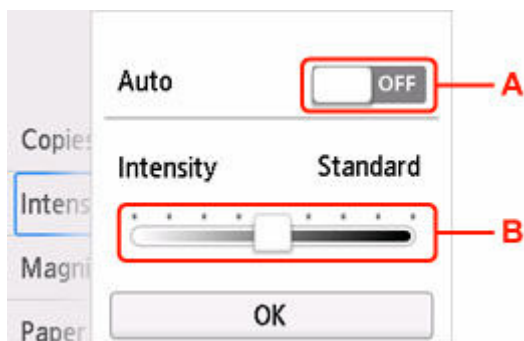 Auto OFF A
Copies
Intensity Standard
Intens
B
Magni
OK
Paper